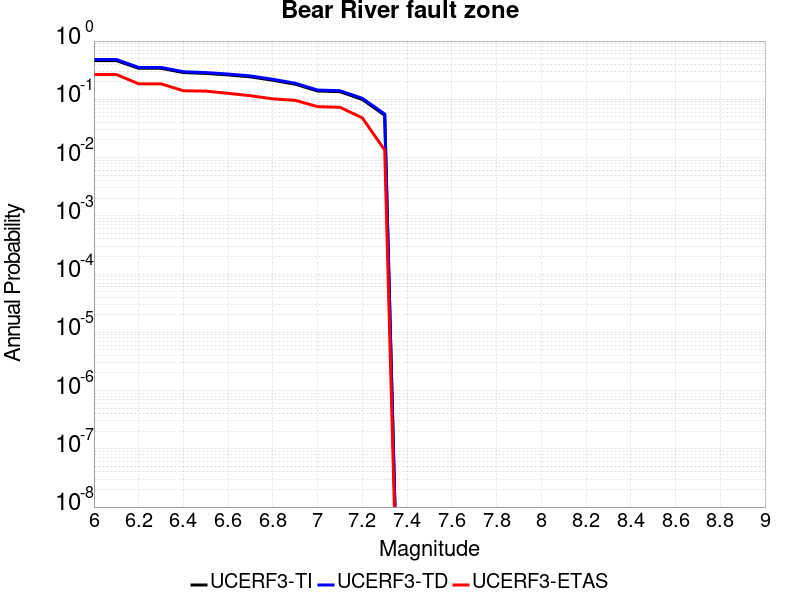 Bear River fault zone
10^0
10^-1
10^-2
10^-3
10^-4
10^-5
10^-6
10^-7
10^-8
Annual Probability
6 6.2 6.4 6.6 6.8 7 7.2 7.4 7.6 7.8 8 8.2 8.4 8.6 8.8 9
Magnitude
UCERF3-TI UCERF3-TD UCERF3-ETAS